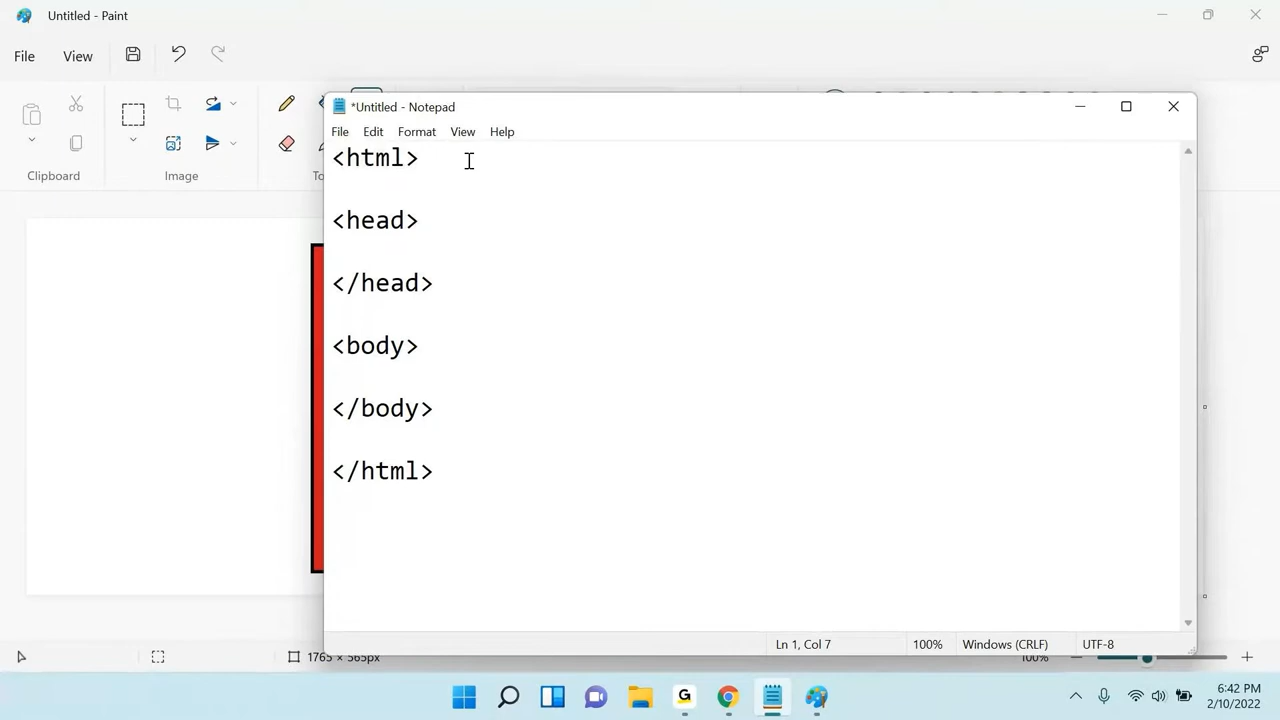 Untitled - Paint
File View
*Untitled - Notepad
File Edit Format View Help
<html>
<head>
</head>
<body>
</body>
</html>
Clipboard
Image
Ln 1, Col 7
100%
Windows (CRLF)
UTF-8
1765 × 565px
100%
G
6:42 PM
2/10/2022